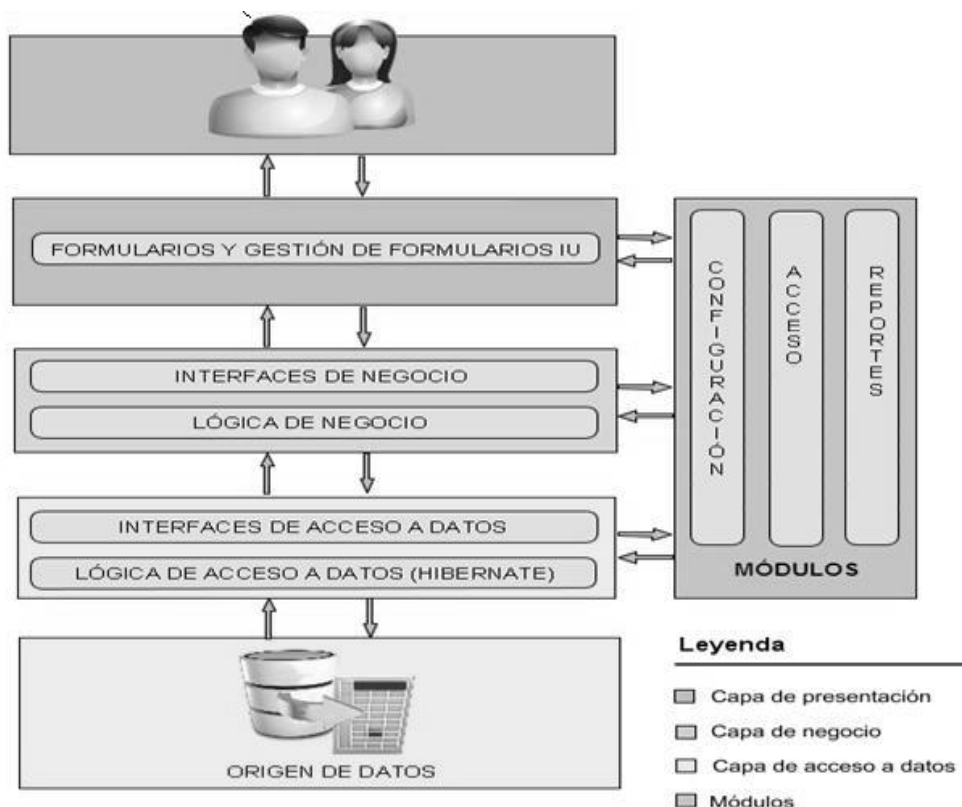 FORMULARIOS Y GESTIÓN DE FORMULARIOS IU
INTERFACES DE NEGOCIO
LÓGICA DE NEGOCIO
INTERFACES DE ACCESO A DATOS
LÓGICA DE ACCESO A DATOS (HIBERNATE)
ORIGEN DE DATOS
CONFIGURACIÓN
ACCESO
REPORTES
MÓDULOS
Leyenda
Capa de presentación
Capa de negocio
Capa de acceso a datos
Módulos